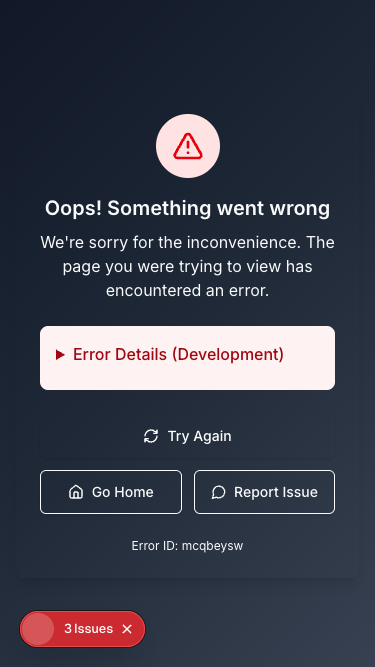 Oops! Something went wrong
We're sorry for the inconvenience. The
page you were trying to view has
encountered an error.
Error Details (Development)
Try Again
Go Home
Report Issue
Error ID: mcqbeysw
3 Issues